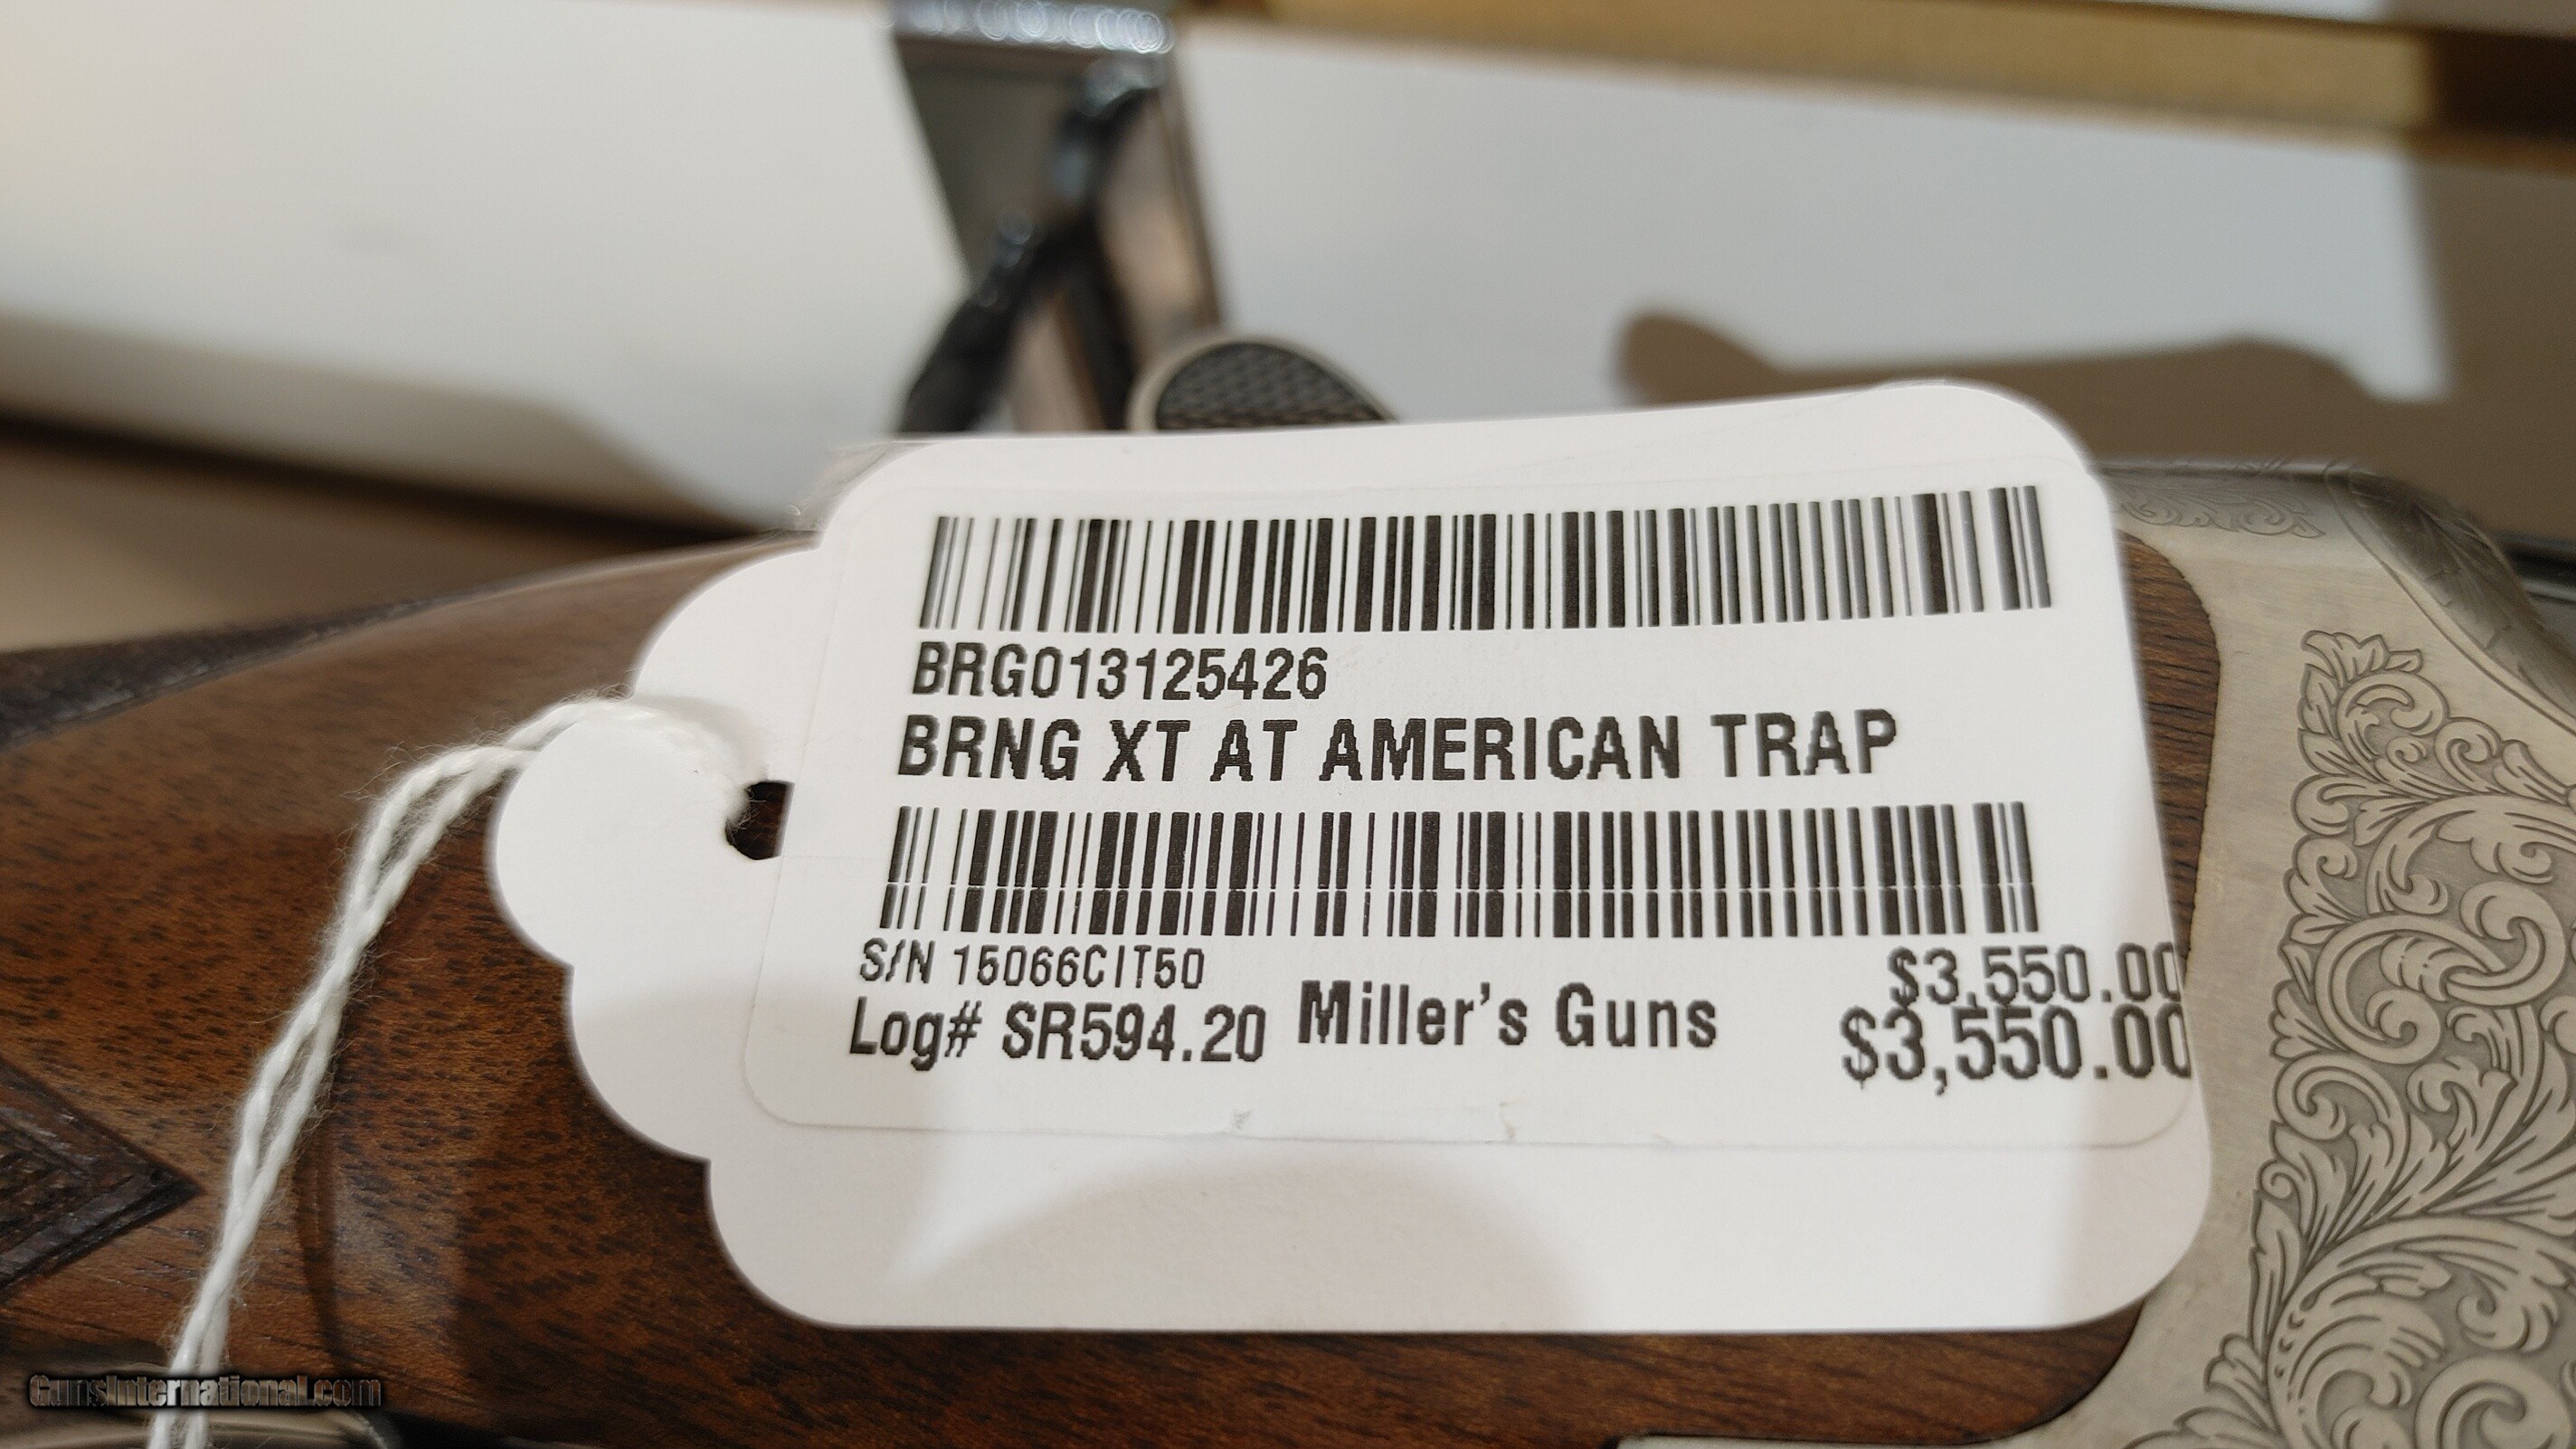 BRG013125426
BRNG XT AT AMERICAN TRAP
S/N 15066CIT50
$3,550.00
Log# SR594.20 Miller's Guns $3,550.00
GunsInternational.com